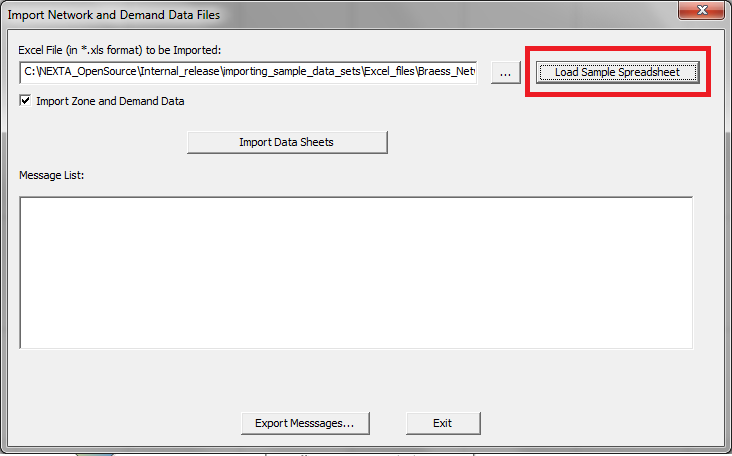 Import Network and Demand Data Files
Excel File (in *.xls format) to be Imported:
C:\NEXTA_OpenSource\Internal_release\importing_sample_data_sets\Excel_files\Braess_Net
...
Load Sample Spreadsheet
Import Zone and Demand Data
Import Data Sheets
Message List:
Export Messsages...
Exit